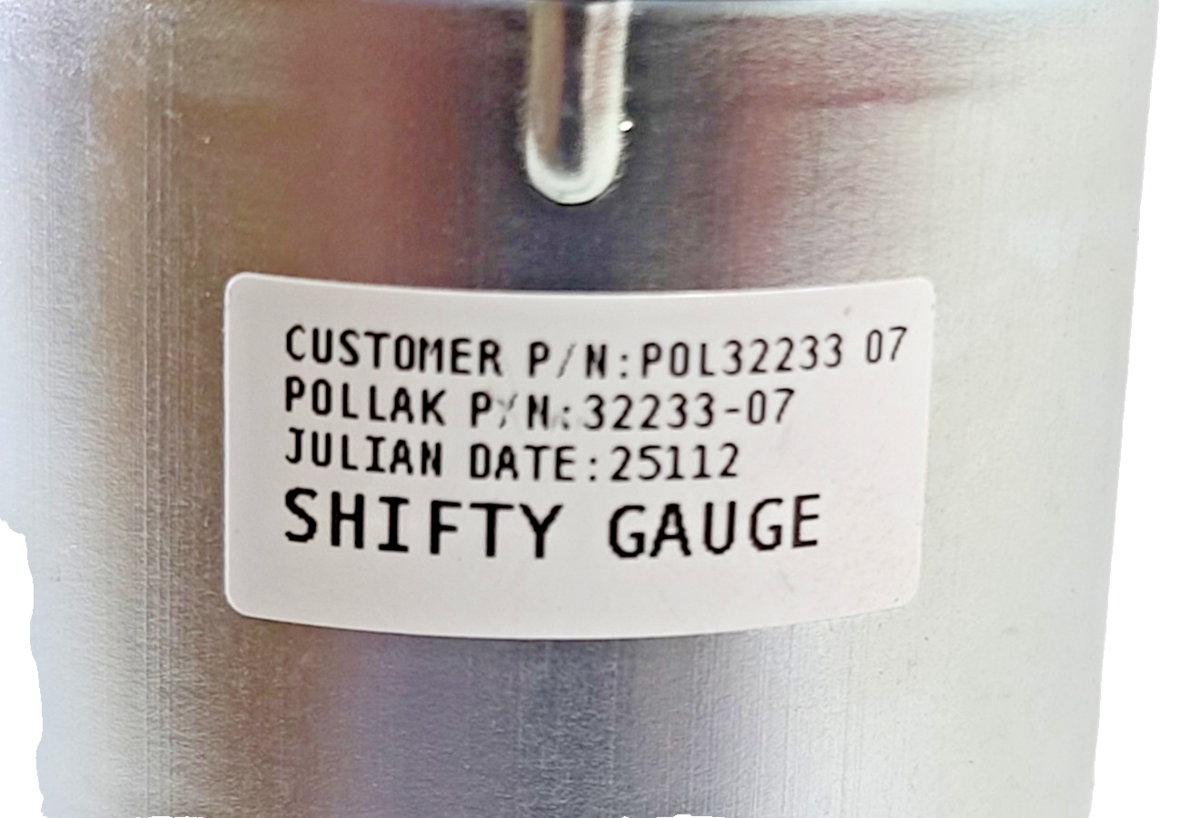 CUSTOMER P/N:POL32233 07
POLLAK P/N:32233-07
JULIAN DATE:25112
SHIFTY GAUGE